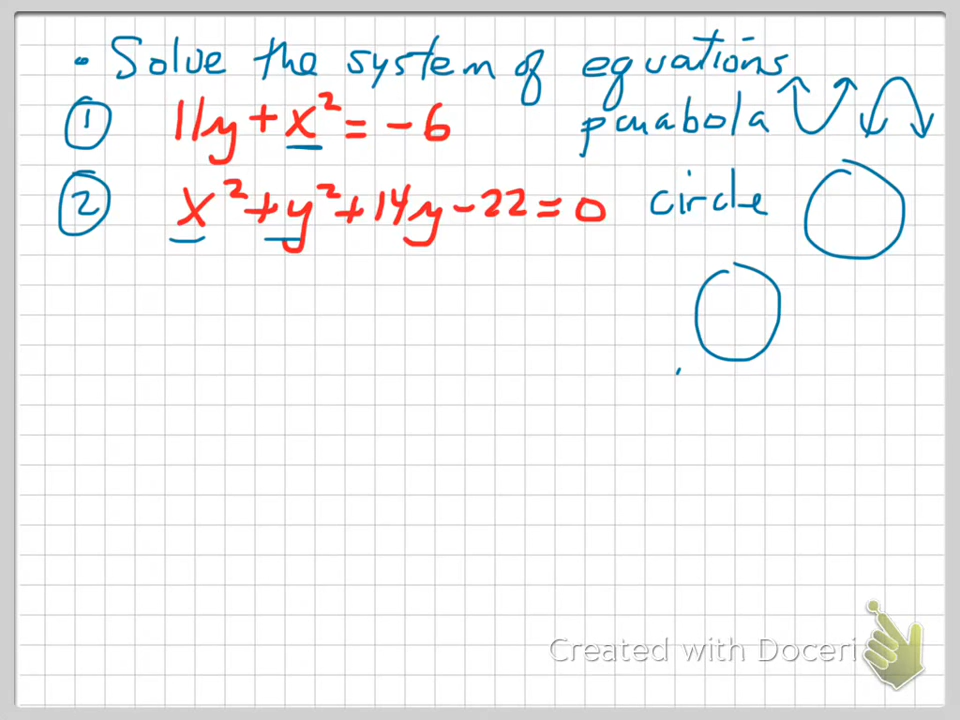 • Solve the system of equations
① 11y + x² = -6 parabola
② x² + y² + 14y - 22 = 0 circle
Created with Doceri